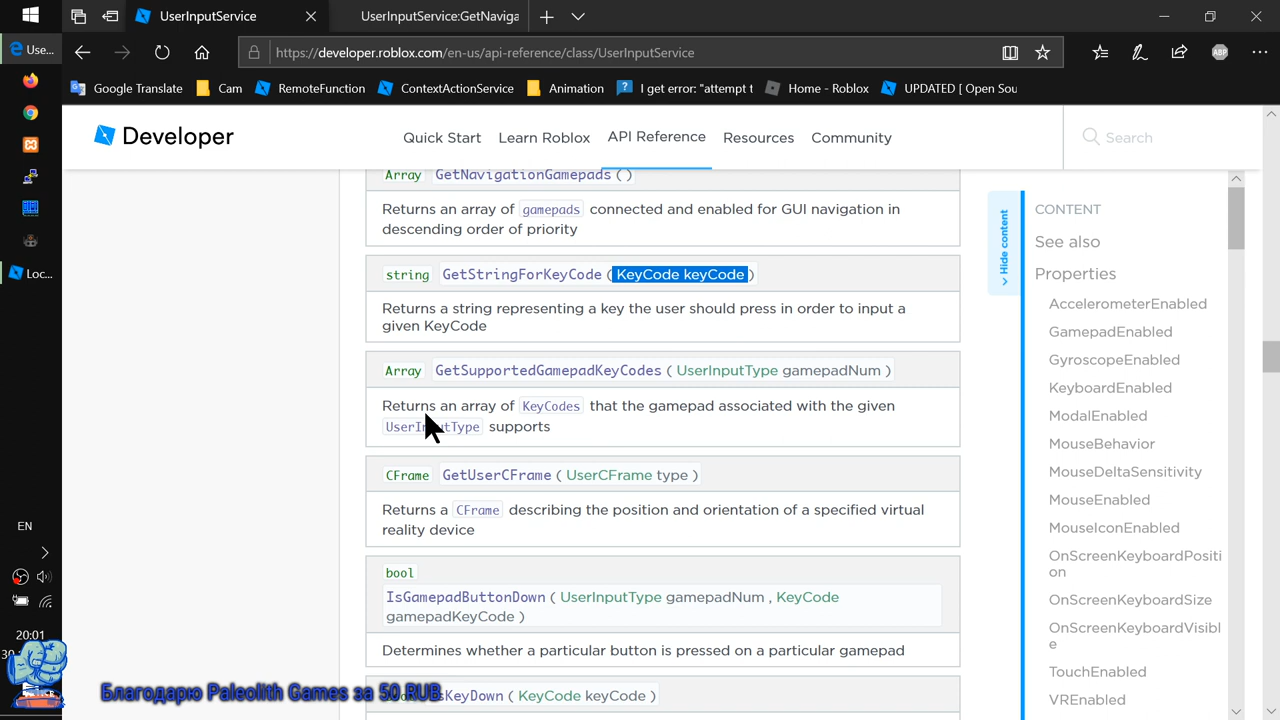 UserInputService
UserInputService:GetNaviga
Use...
https://developer.roblox.com/en-us/api-reference/class/UserInputService
ABP
Google Translate
Cam
RemoteFunction
ContextActionService
Animation
I get error: "attempt t
Home - Roblox
UPDATED [ Open Sou
Developer
Quick Start
Learn Roblox
API Reference
Resources
Community
Search
Array GetNavigationGamepads ( )
Returns an array of gamepads connected and enabled for GUI navigation in
descending order of priority
string GetStringForKeyCode ( KeyCode keyCode )
Returns a string representing a key the user should press in order to input a
given KeyCode
Array GetSupportedGamepadKeyCodes ( UserInputType gamepadNum )
Returns an array of KeyCodes that the gamepad associated with the given
UserInputType supports
CFrame GetUserCFrame ( UserCFrame type )
Returns a CFrame describing the position and orientation of a specified virtual
reality device
bool
IsGamepadButtonDown ( UserInputType gamepadNum , KeyCode
gamepadKeyCode )
Determines whether a particular button is pressed on a particular gamepad
IsKeyDown ( KeyCode keyCode )
Hide content
CONTENT
See also
Properties
AccelerometerEnabled
GamepadEnabled
GyroscopeEnabled
KeyboardEnabled
ModalEnabled
MouseBehavior
MouseDeltaSensitivity
MouseEnabled
MouseIconEnabled
OnScreenKeyboardPositi
on
OnScreenKeyboardSize
OnScreenKeyboardVisibl
e
TouchEnabled
VREnabled
Loc...
EN
20:01
Благодарю Paleolith Games за 50 RUB